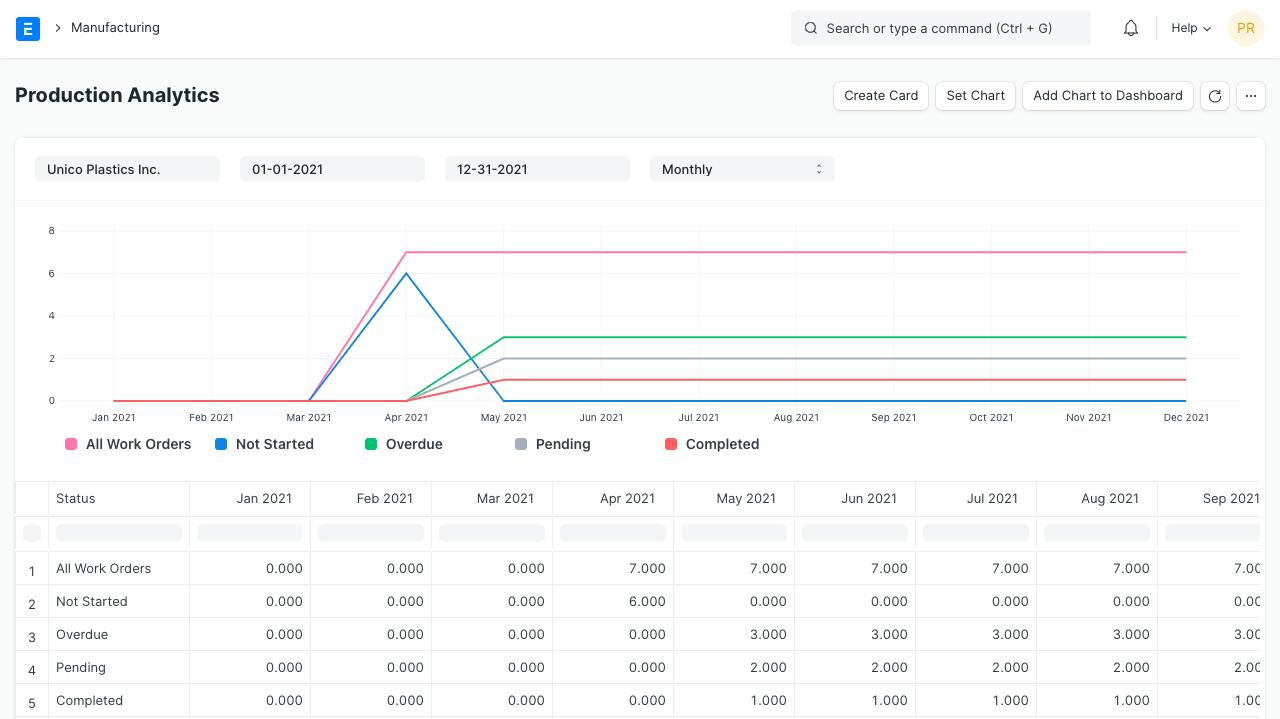 E Manufacturing Search or type a command (Ctrl + G) Help PR
Production Analytics Create Card Set Chart Add Chart to Dashboard ...
Unico Plastics Inc. 01-01-2021 12-31-2021 Monthly
8
6
4
2
0
Jan 2021 Feb 2021 Mar 2021 Apr 2021 May 2021 Jun 2021 Jul 2021 Aug 2021 Sep 2021 Oct 2021 Nov 2021 Dec 2021
All Work Orders Not Started Overdue Pending Completed
Status Jan 2021 Feb 2021 Mar 2021 Apr 2021 May 2021 Jun 2021 Jul 2021 Aug 2021 Sep 2021
1 All Work Orders 0.000 0.000 0.000 7.000 7.000 7.000 7.000 7.000 7.00
2 Not Started 0.000 0.000 0.000 6.000 0.000 0.000 0.000 0.000 0.00
3 Overdue 0.000 0.000 0.000 0.000 3.000 3.000 3.000 3.000 3.00
4 Pending 0.000 0.000 0.000 0.000 2.000 2.000 2.000 2.000 2.00
5 Completed 0.000 0.000 0.000 0.000 1.000 1.000 1.000 1.000 1.00